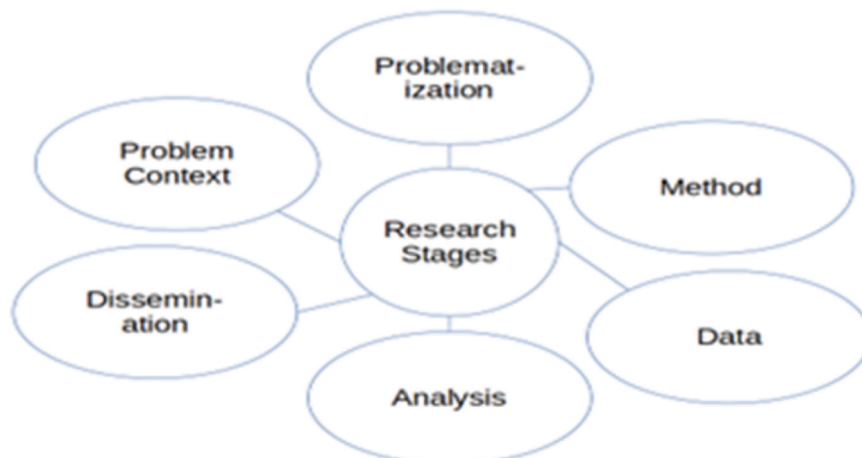 Problemat-
ization
Problem
Context
Method
Research
Stages
Dissemin-
ation
Data
Analysis